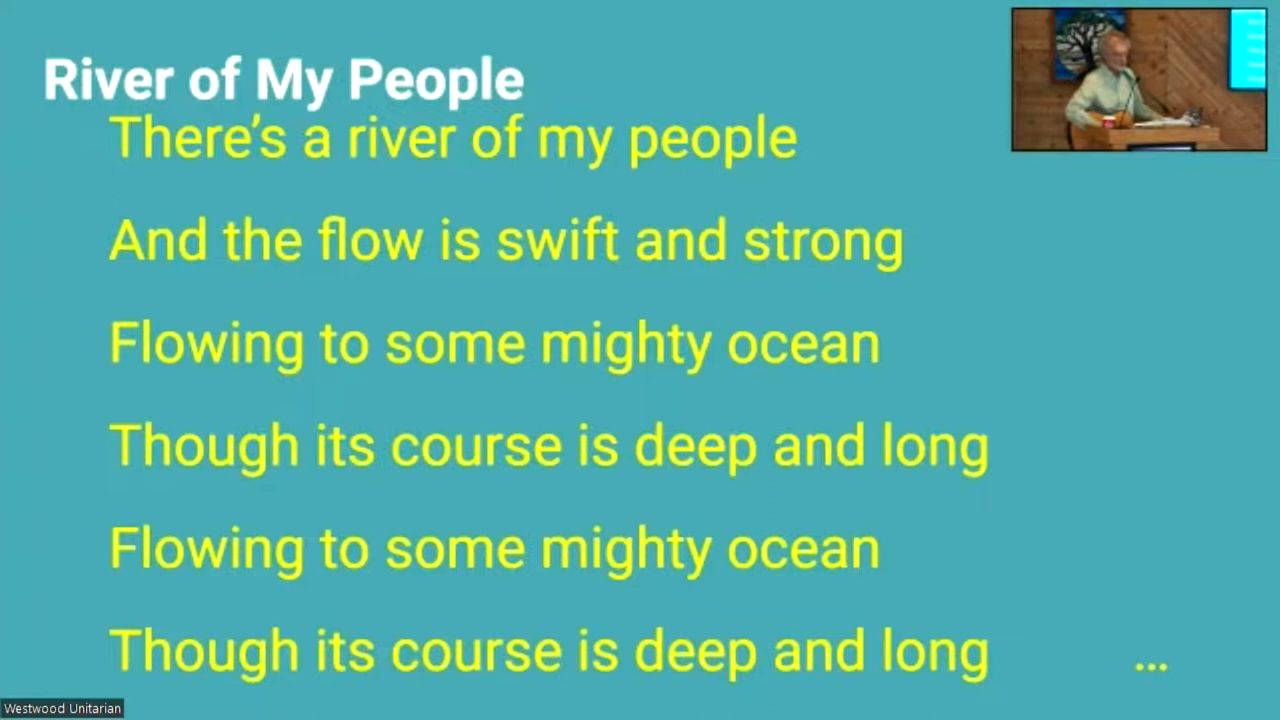 River of My People
There's a river of my people
And the flow is swift and strong
Flowing to some mighty ocean
Though its course is deep and long
Flowing to some mighty ocean
Though its course is deep and long ...
Westwood Unitarian